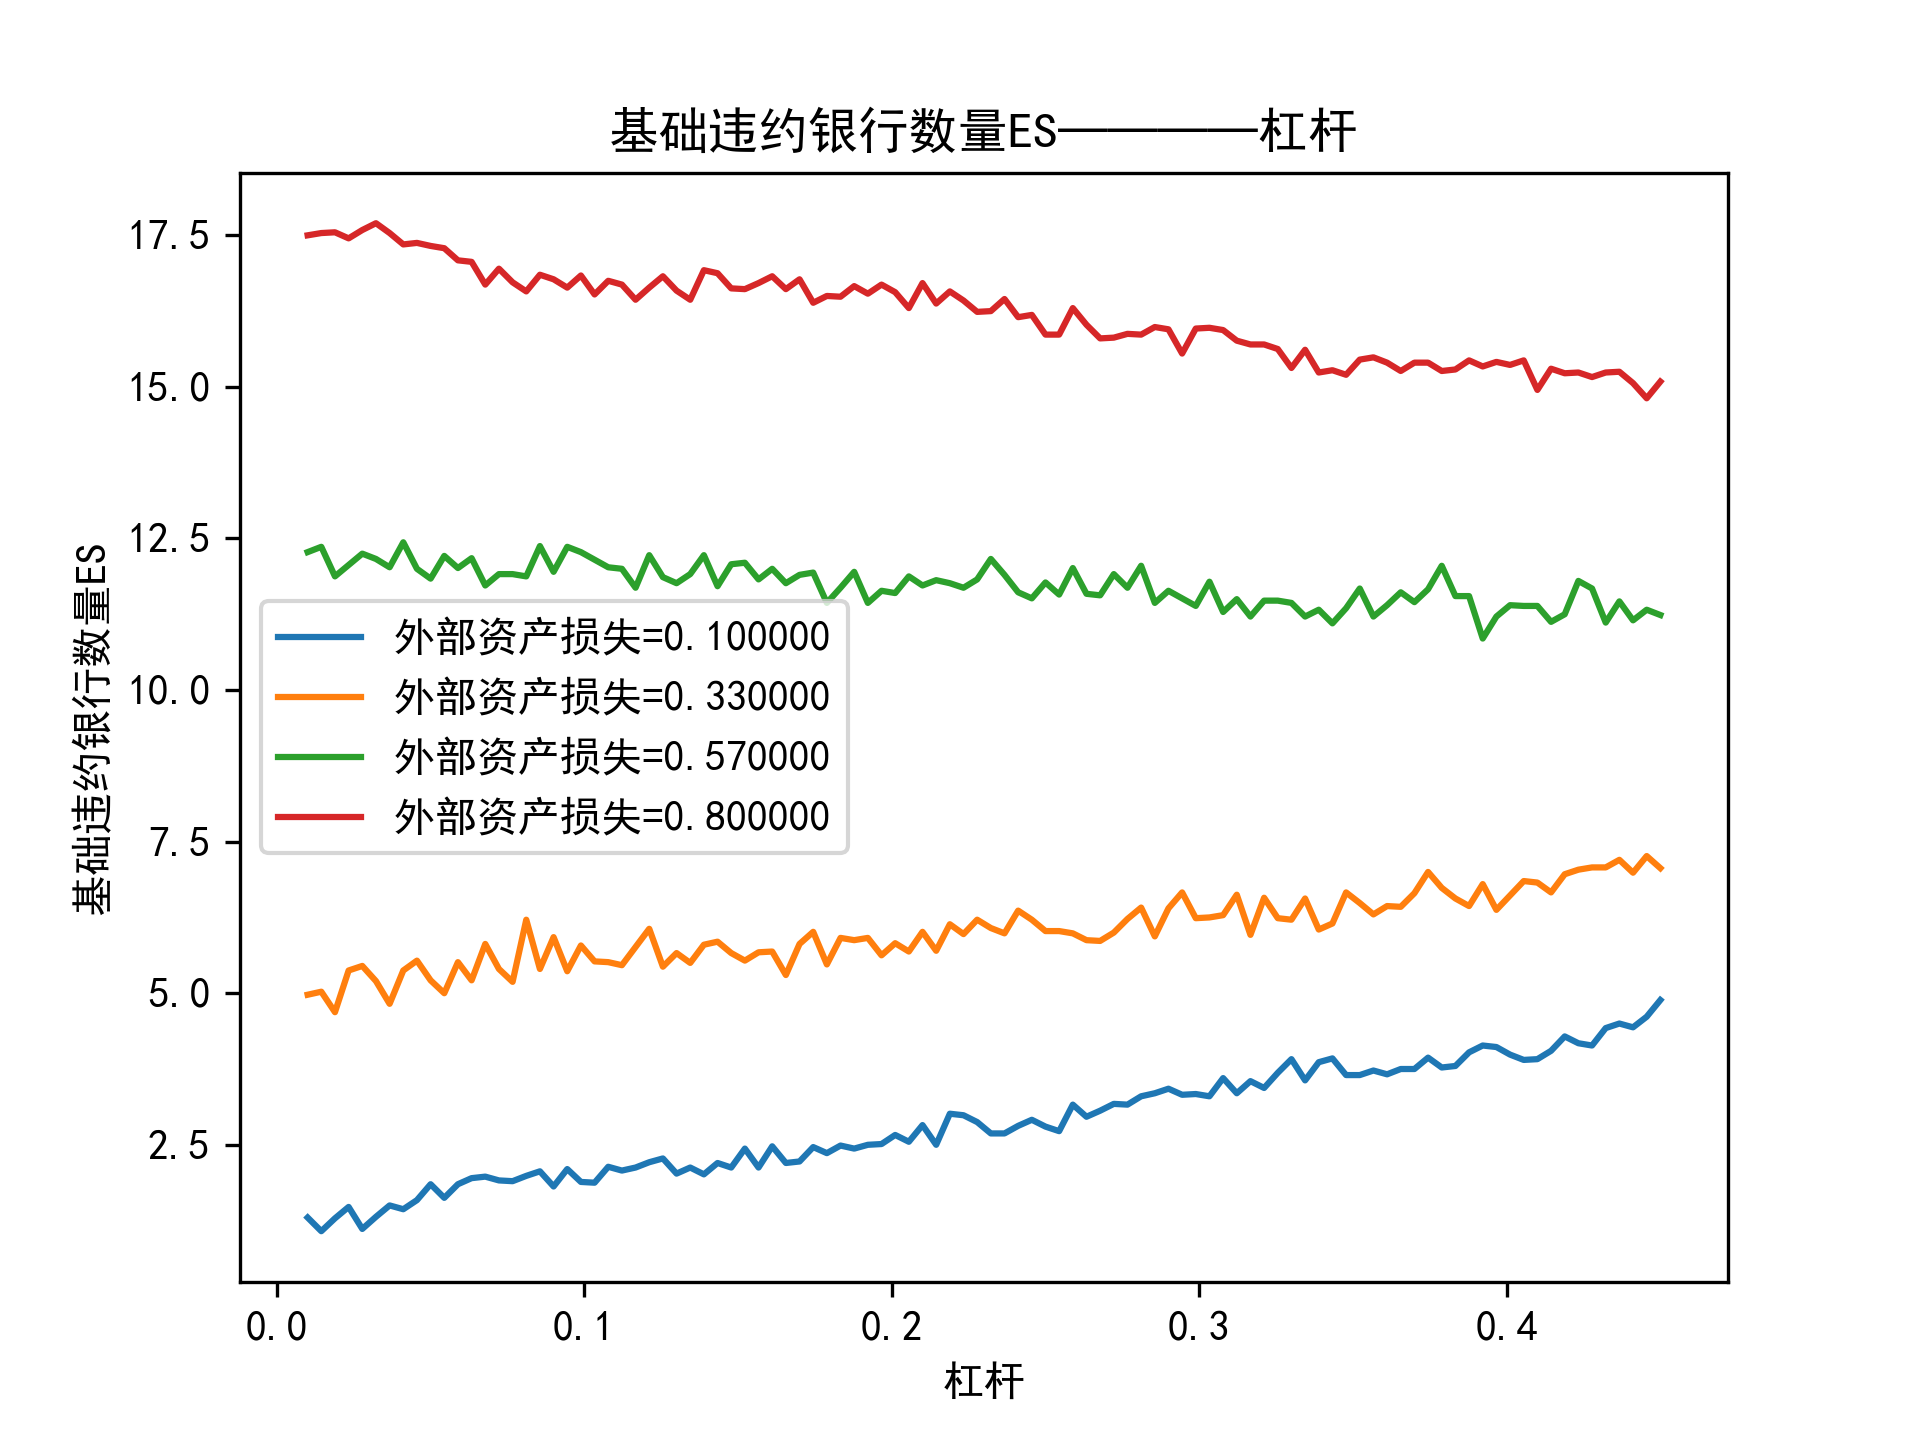 基础违约银行数量ES————杠杆
17.5
15.0
12.5
10.0
7.5
5.0
2.5
基础违约银行数量ES
外部资产损失=0.100000
外部资产损失=0.330000
外部资产损失=0.570000
外部资产损失=0.800000
0.0 0.1 0.2 0.3 0.4
杠杆